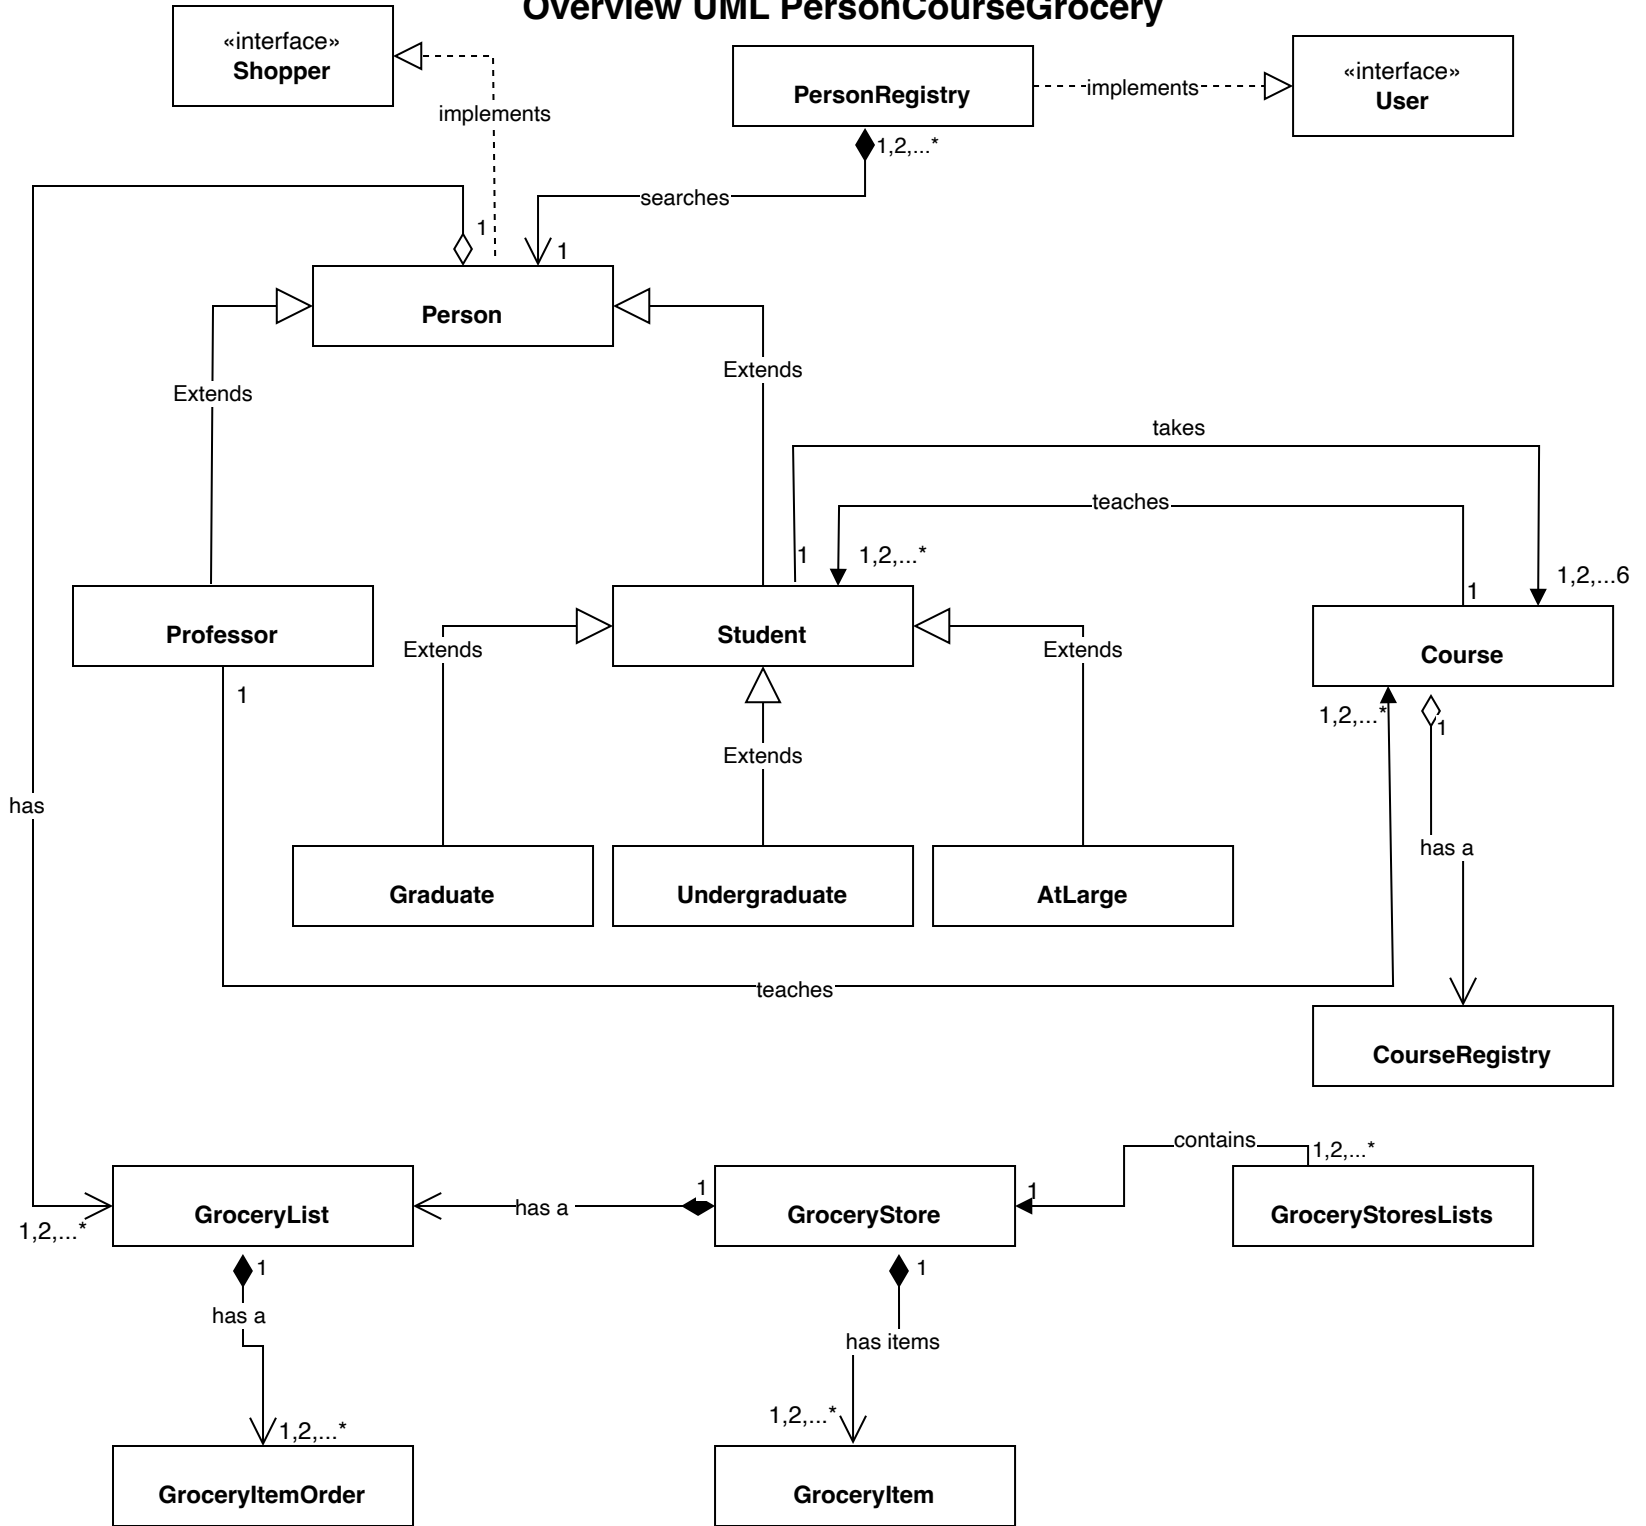 Overview UML PersonCourseGrocery
«interface»
Shopper
implements
PersonRegistry
implements
«interface»
User
1,2,...*
searches
1
1
Person
Extends
Extends
takes
teaches
1
1,2,...*
1
1,2,...6
Professor
Student
Course
Extends
Extends
1
1,2,...*
1
Extends
has
has a
Graduate
Undergraduate
AtLarge
teaches
CourseRegistry
contains
1,2,...*
1
1
GroceryList
has a
GroceryStore
GroceryStoresLists
1,2,...*
1
1
has a
has items
1,2,...*
1,2,...*
GroceryItemOrder
GroceryItem